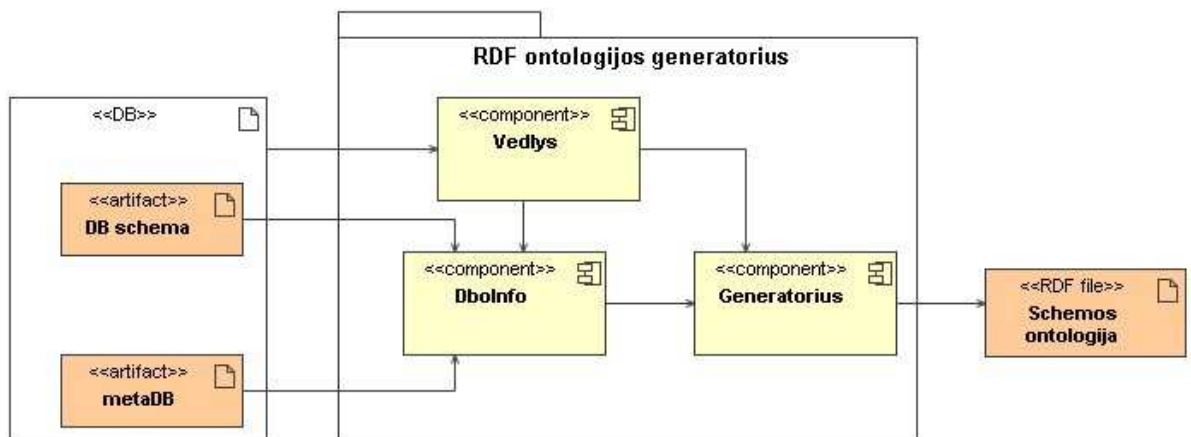 RDF ontologijos generatorius
<<DB>>
<<component>>
Vedlys
<<artifact>>
DB schema
<<component>>
DboInfo
<<component>>
Generatorius
<<RDF file>>
Schemos
ontologija
<<artifact>>
metaDB